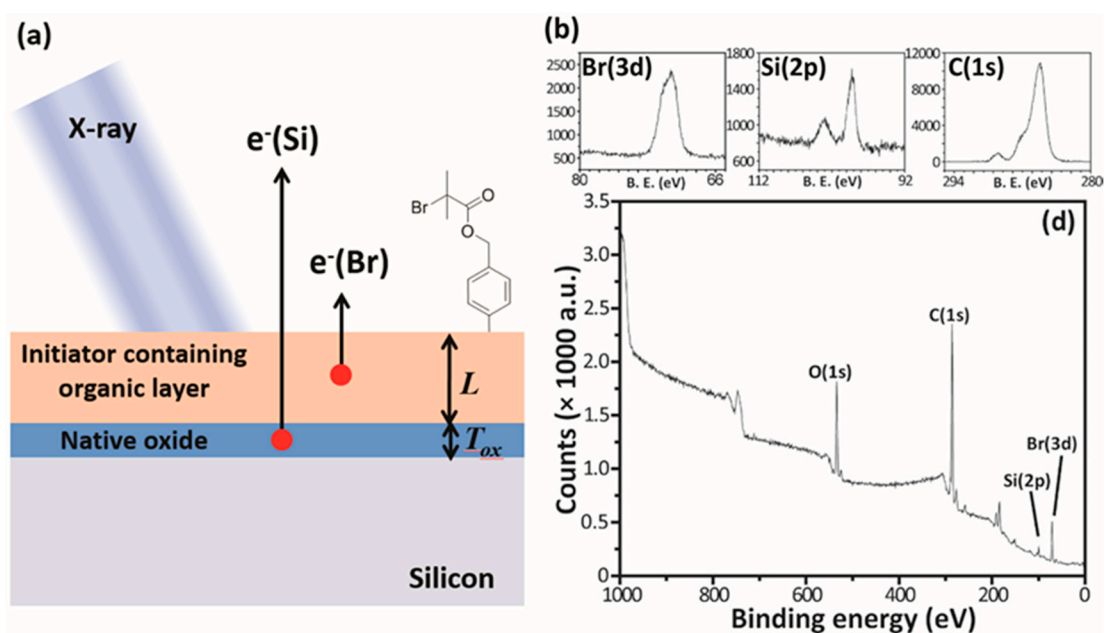 (a)
X-ray
e⁻(Si)
e⁻(Br)
Br
O
O
Initiator containing
organic layer
L
Native oxide
Tox
Silicon
(b)
Br(3d)
2500
2000
1500
1000
500
80
B. E. (eV)
66
Si(2p)
1800
1400
1000
600
112
B. E. (eV)
92
C(1s)
12000
8000
4000
0
294
B. E. (eV)
280
(d)
Counts (× 1000 a.u.)
3.5
3.0
2.5
2.0
1.5
1.0
0.5
0
O(1s)
C(1s)
Si(2p)
Br(3d)
1000
800
600
400
200
0
Binding energy (eV)